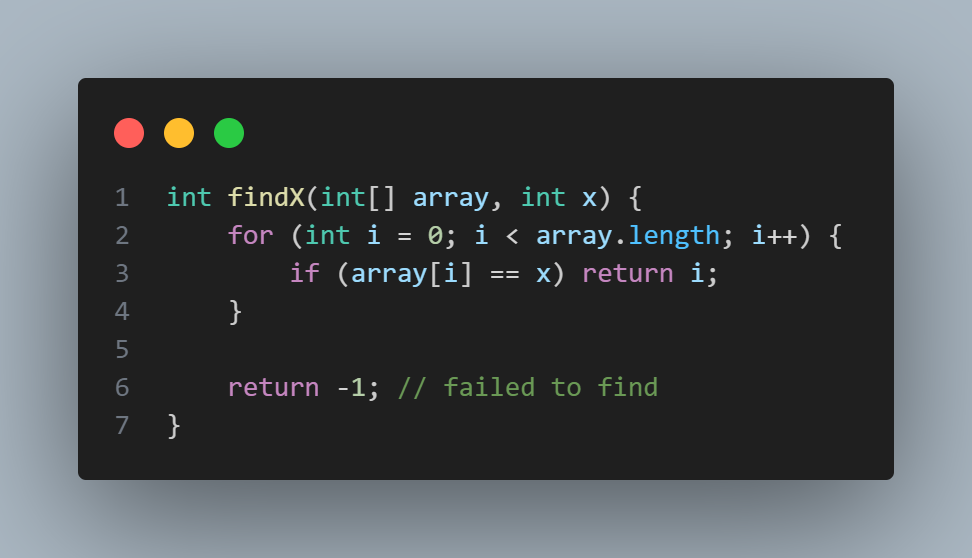 1 int findX(int[] array, int x) {
2     for (int i = 0; i < array.length; i++) {
3         if (array[i] == x) return i;
4     }
5
6     return -1; // failed to find
7 }